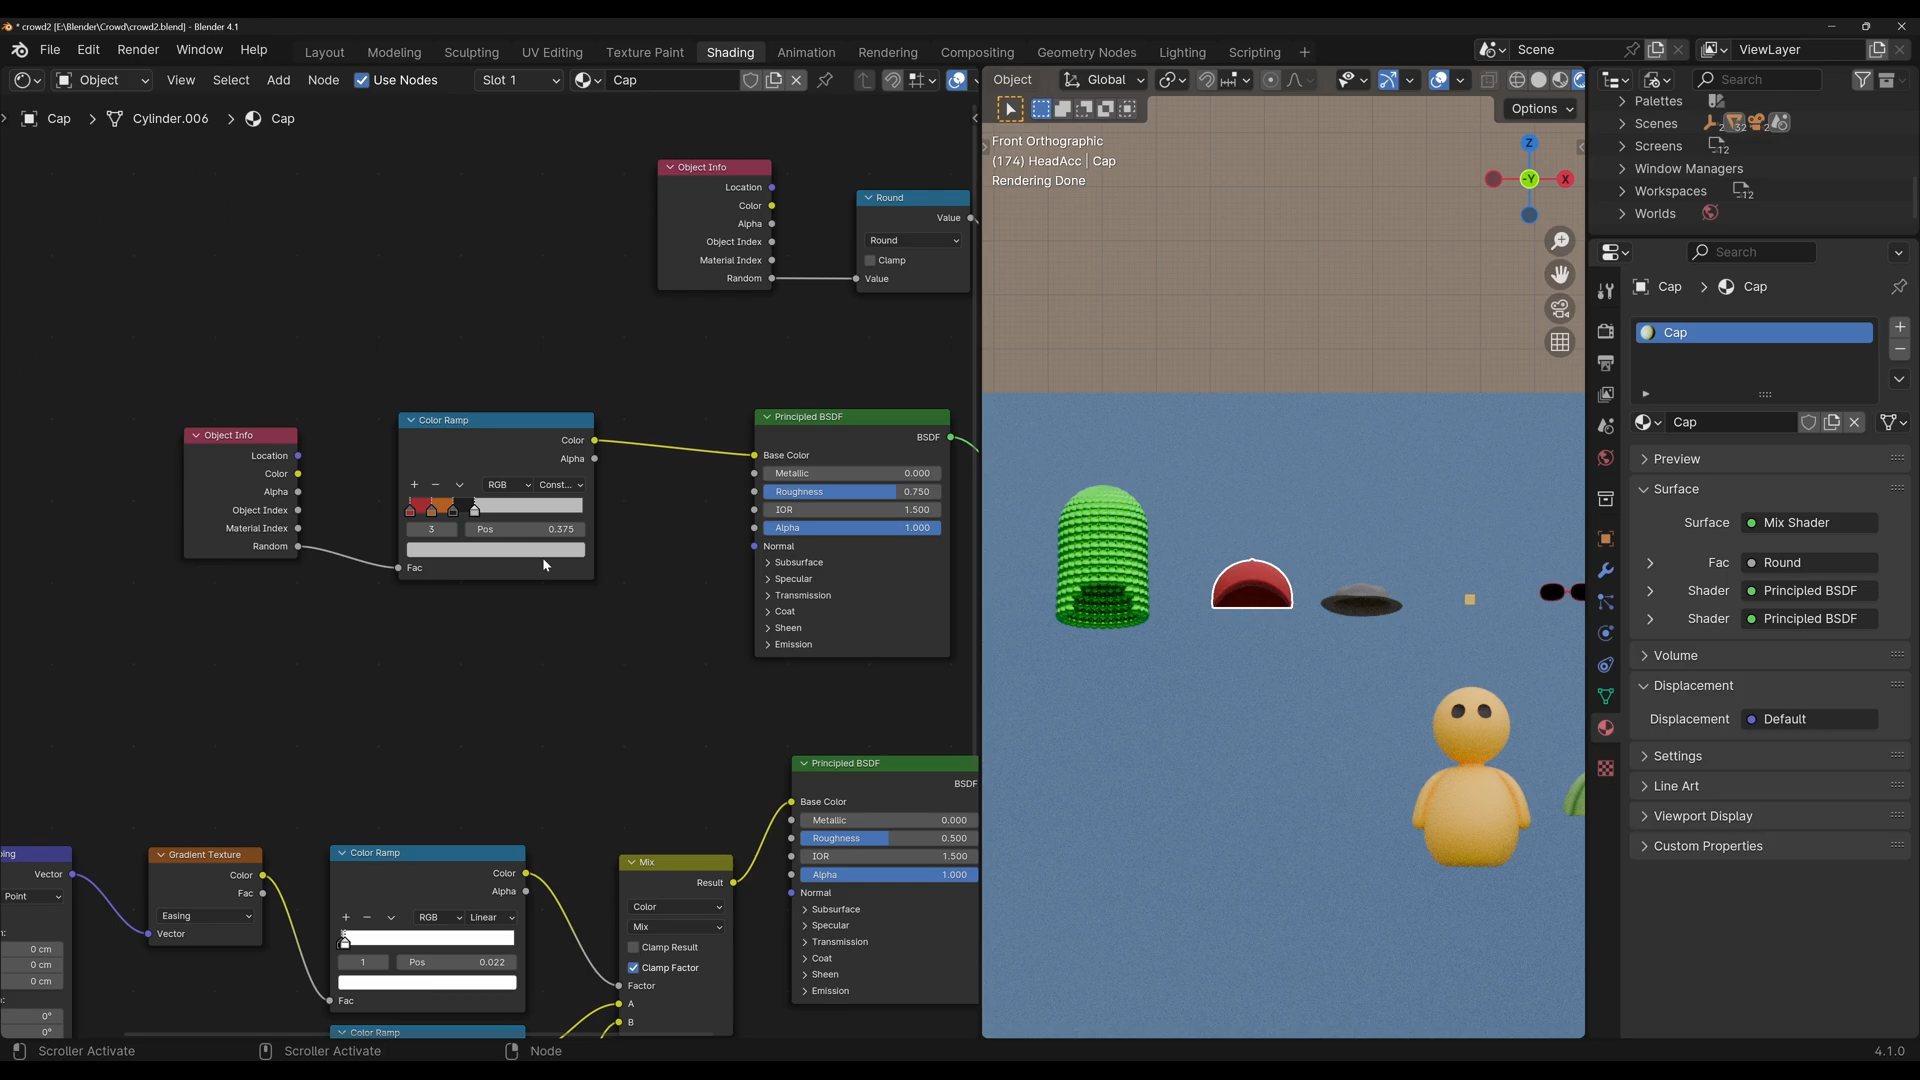 * crowd2 [E:\Blender\Crowd\crowd2.blend] - Blender 4.1
File Edit Render Window Help
Layout Modeling Sculpting UV Editing Texture Paint Shading Animation Rendering Compositing Geometry Nodes Lighting Scripting +
Scene
ViewLayer
Object View Select Add Node Use Nodes Slot 1 Cap
Object Global
Search
Options
Cap > Cylinder.006 > Cap
Front Orthographic
(174) HeadAcc | Cap
Rendering Done
Z
-Y
X
Palettes
Scenes 2 32 2
Screens 12
Window Managers
Workspaces 12
Worlds
Search
Cap > Cap
Cap
Cap
Preview
Surface
Surface Mix Shader
Fac Round
Shader Principled BSDF
Shader Principled BSDF
Volume
Displacement
Displacement Default
Settings
Line Art
Viewport Display
Custom Properties
Object Info
Location
Color
Alpha
Object Index
Material Index
Random
Round
Value
Round
Clamp
Value
Object Info
Location
Color
Alpha
Object Index
Material Index
Random
Color Ramp
Color
Alpha
+ − RGB Const...
3 Pos 0.375
Fac
Principled BSDF
BSDF
Base Color
Metallic 0.000
Roughness 0.750
IOR 1.500
Alpha 1.000
Normal
Subsurface
Specular
Transmission
Coat
Sheen
Emission
ing
Vector
Point
n:
0 cm
0 cm
0 cm
:
0°
0°
Gradient Texture
Color
Fac
Easing
Vector
Color Ramp
Color
Alpha
+ − RGB Linear
1 Pos 0.022
Fac
Color Ramp
Mix
Result
Color
Mix
Clamp Result
Clamp Factor
Factor
A
B
Principled BSDF
BSDF
Base Color
Metallic 0.000
Roughness 0.500
IOR 1.500
Alpha 1.000
Normal
Subsurface
Specular
Transmission
Coat
Sheen
Emission
Scroller Activate Scroller Activate Node 4.1.0